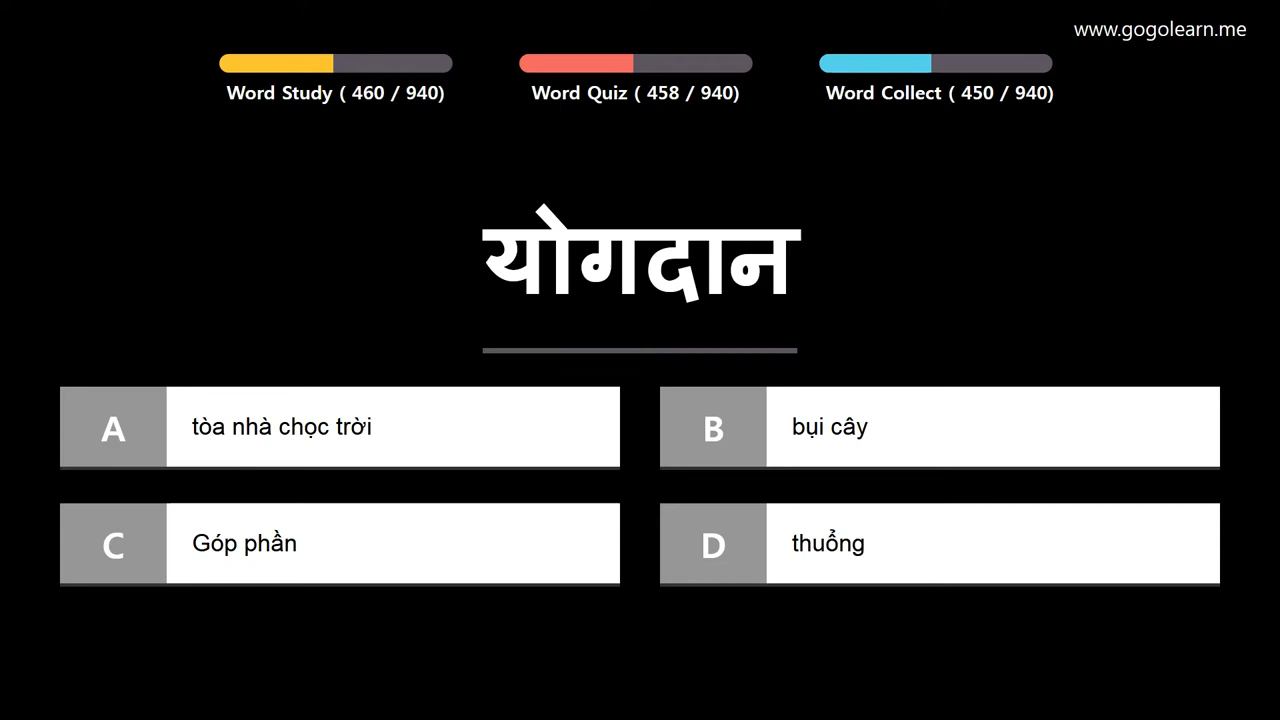 www.gogolearn.me
Word Study ( 460 / 940)
Word Quiz ( 458 / 940)
Word Collect ( 450 / 940)
योगदान
A
tòa nhà chọc trời
B
bụi cây
C
Góp phần
D
thuổng